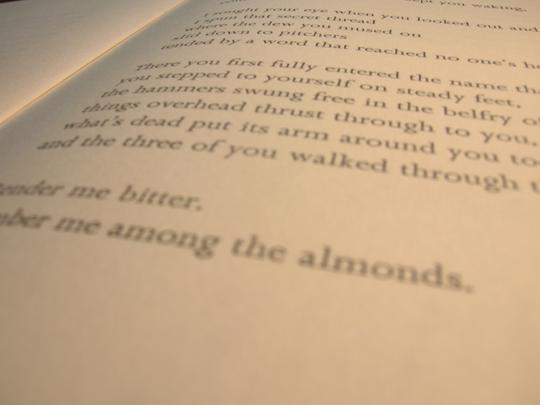 you waking.
I sought your eye when you looked out and
I spun that secret thread
where the dew you mused on
slid down to pitchers
tended by a word that reached no one's
There you first fully entered the name
you stepped to yourself on steady feet,
the hammers swung free in the belfry
things overhead thrust through to you,
what's dead put its arm around you
and the three of you walked through
ender me bitter.
ber me among the almonds.